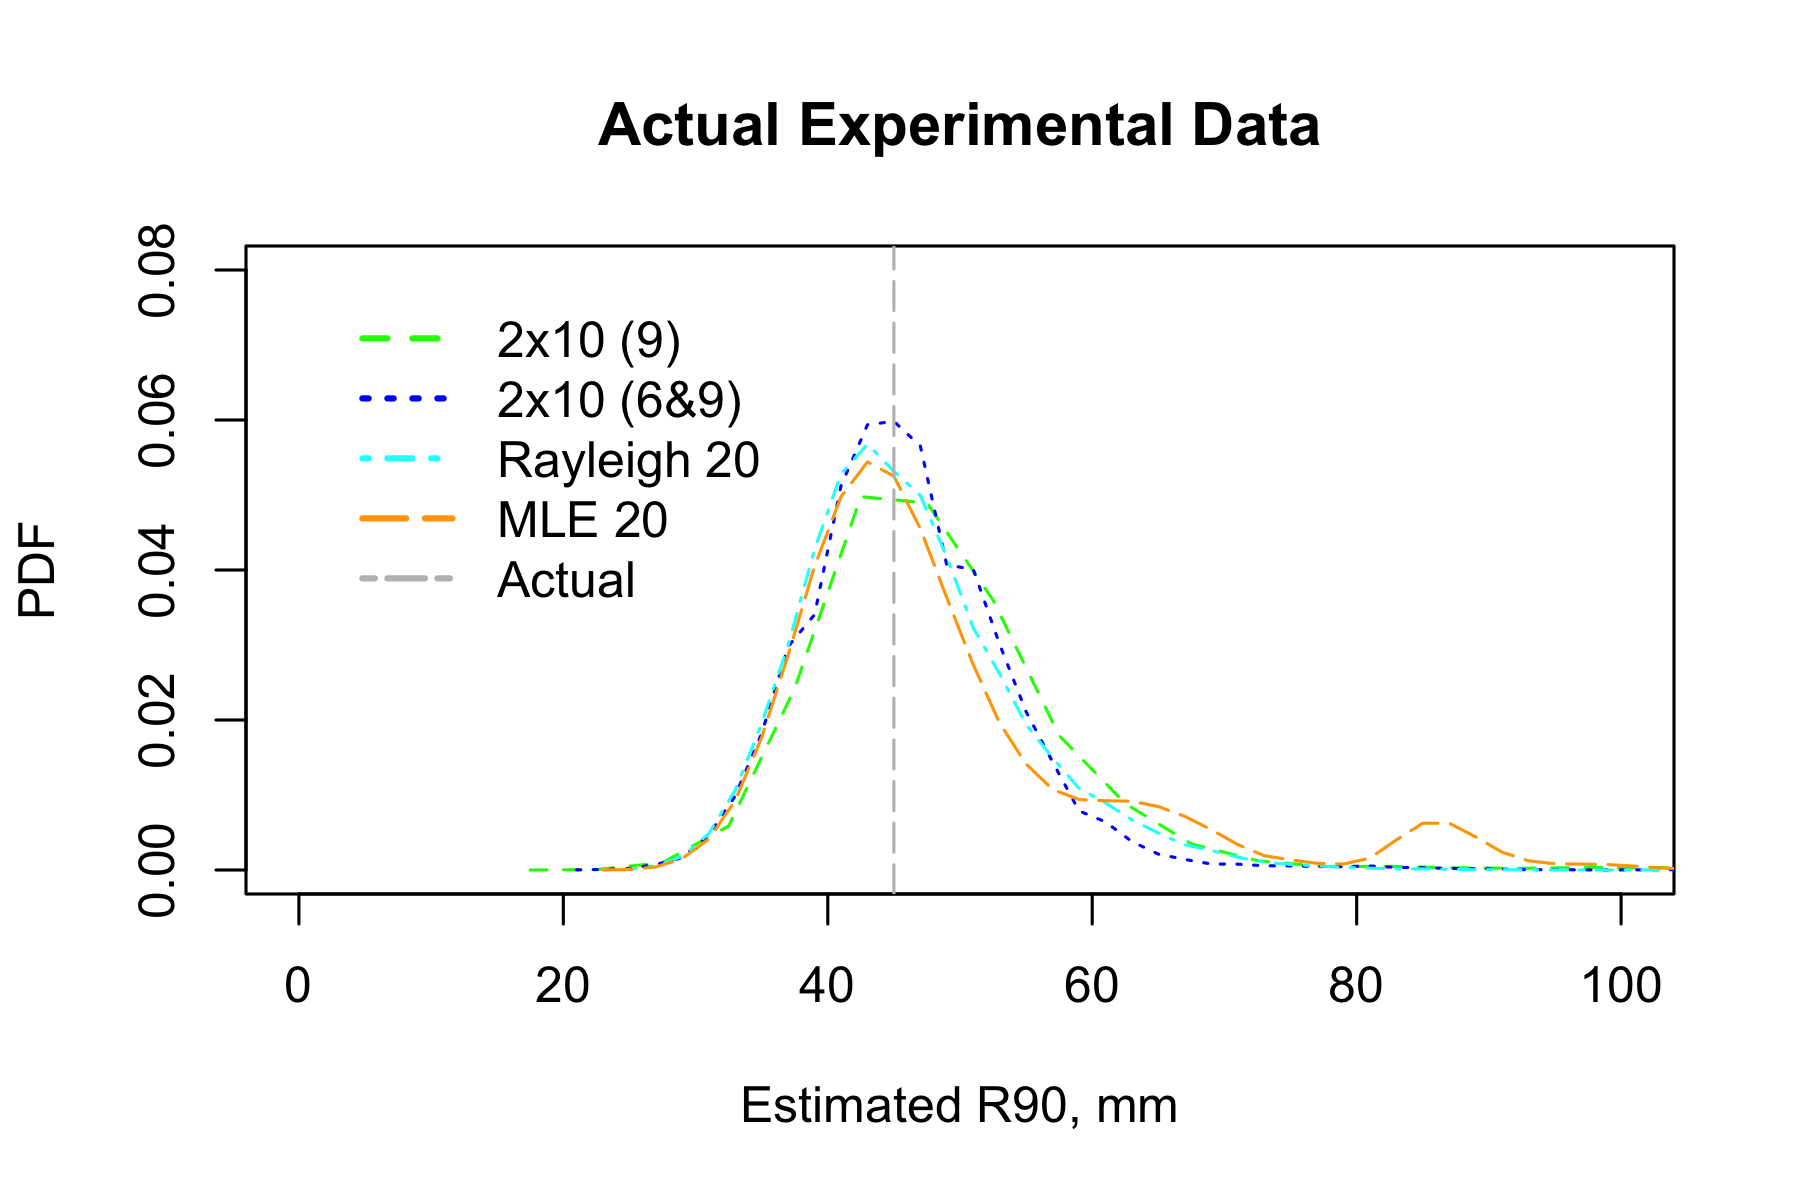 Actual Experimental Data
PDF
0.08
0.06
0.04
0.02
0.00
2x10 (9)
2x10 (6&9)
Rayleigh 20
MLE 20
Actual
0 20 40 60 80 100
Estimated R90, mm